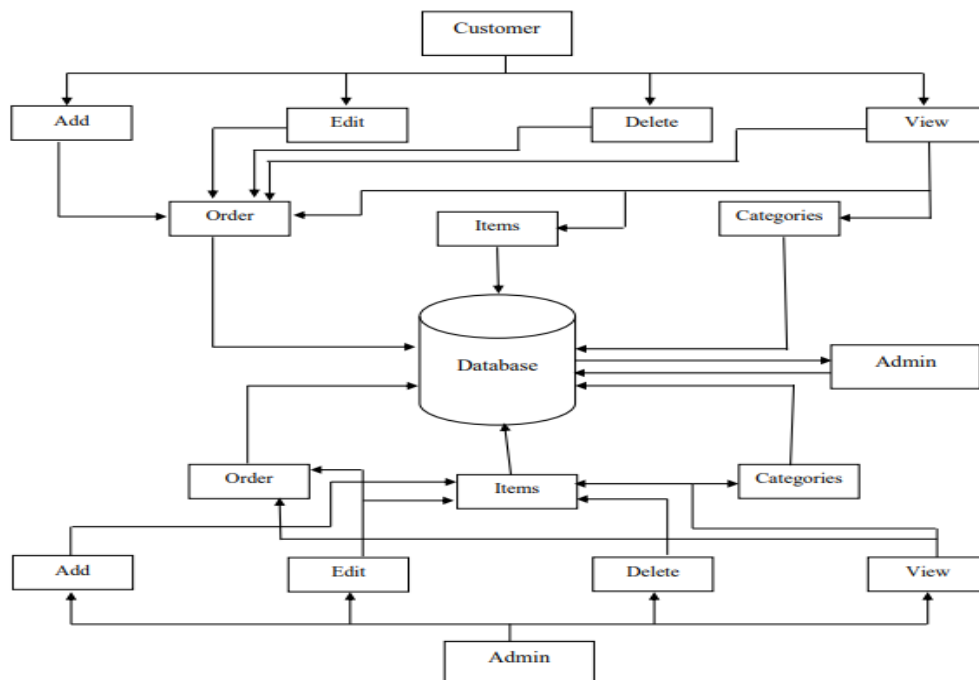 Customer
Add
Edit
Delete
View
Order
Items
Categories
Database
Admin
Order
Items
Categories
Add
Edit
Delete
View
Admin